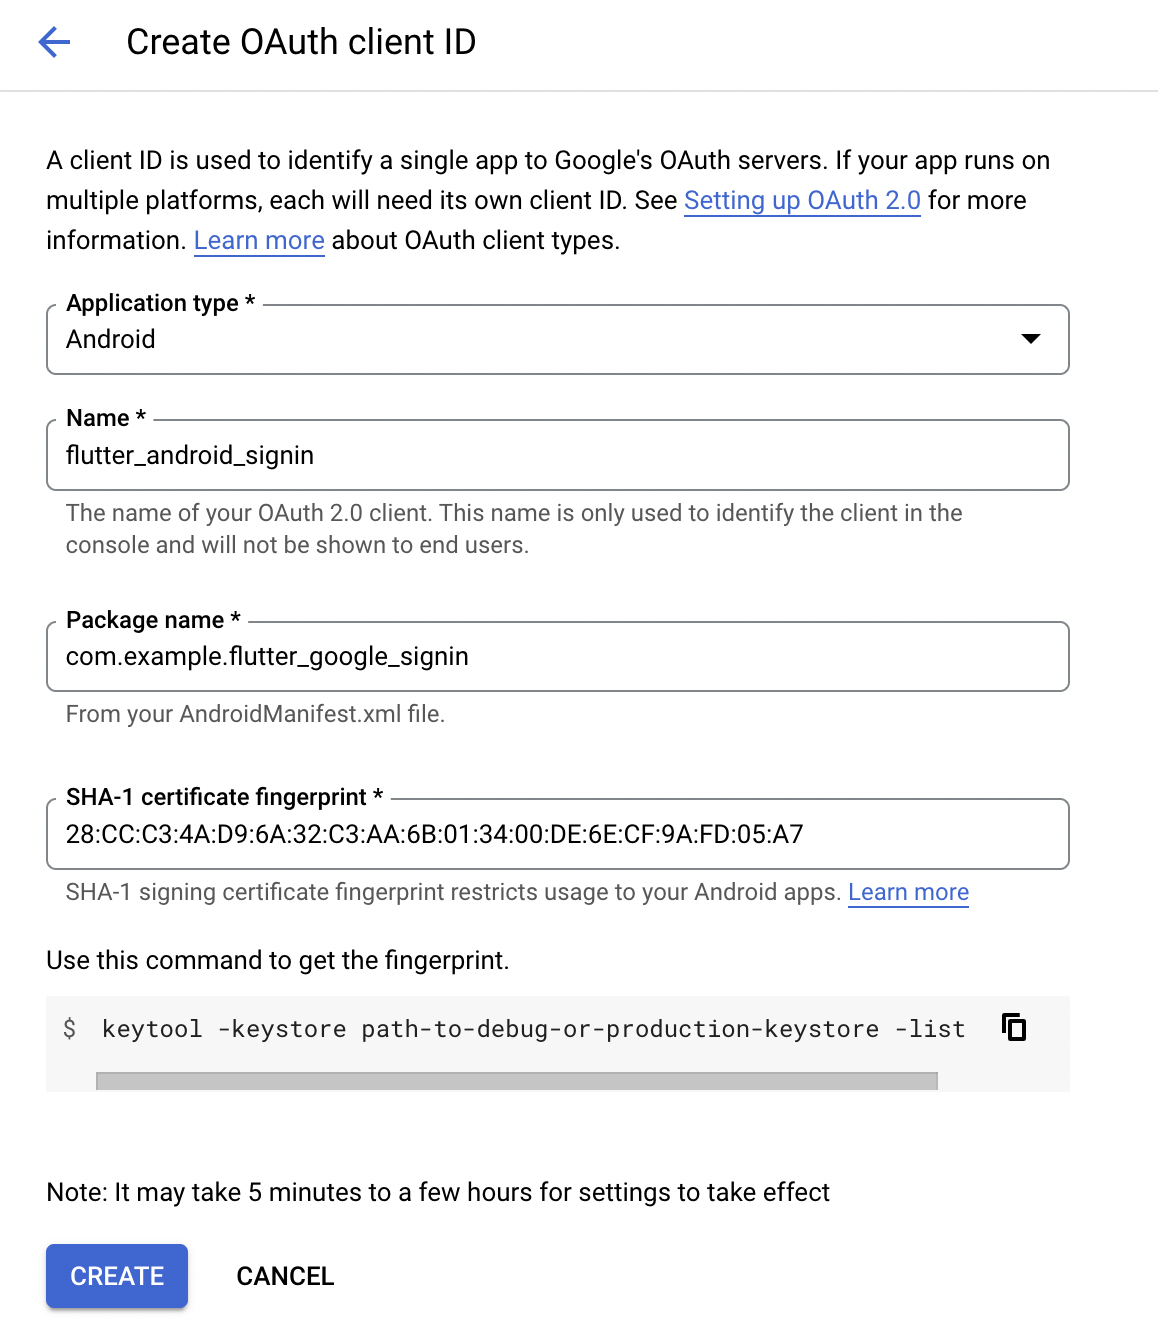 Create OAuth client ID
A client ID is used to identify a single app to Google's OAuth servers. If your app runs on
multiple platforms, each will need its own client ID. See Setting up OAuth 2.0 for more
information. Learn more about OAuth client types.
Application type *
Android
Name *
flutter_android_signin
The name of your OAuth 2.0 client. This name is only used to identify the client in the
console and will not be shown to end users.
Package name *
com.example.flutter_google_signin
From your AndroidManifest.xml file.
SHA-1 certificate fingerprint *
28:CC:C3:4A:D9:6A:32:C3:AA:6B:01:34:00:DE:6E:CF:9A:FD:05:A7
SHA-1 signing certificate fingerprint restricts usage to your Android apps. Learn more
Use this command to get the fingerprint.
$ keytool -keystore path-to-debug-or-production-keystore -list
Note: It may take 5 minutes to a few hours for settings to take effect
CREATE CANCEL